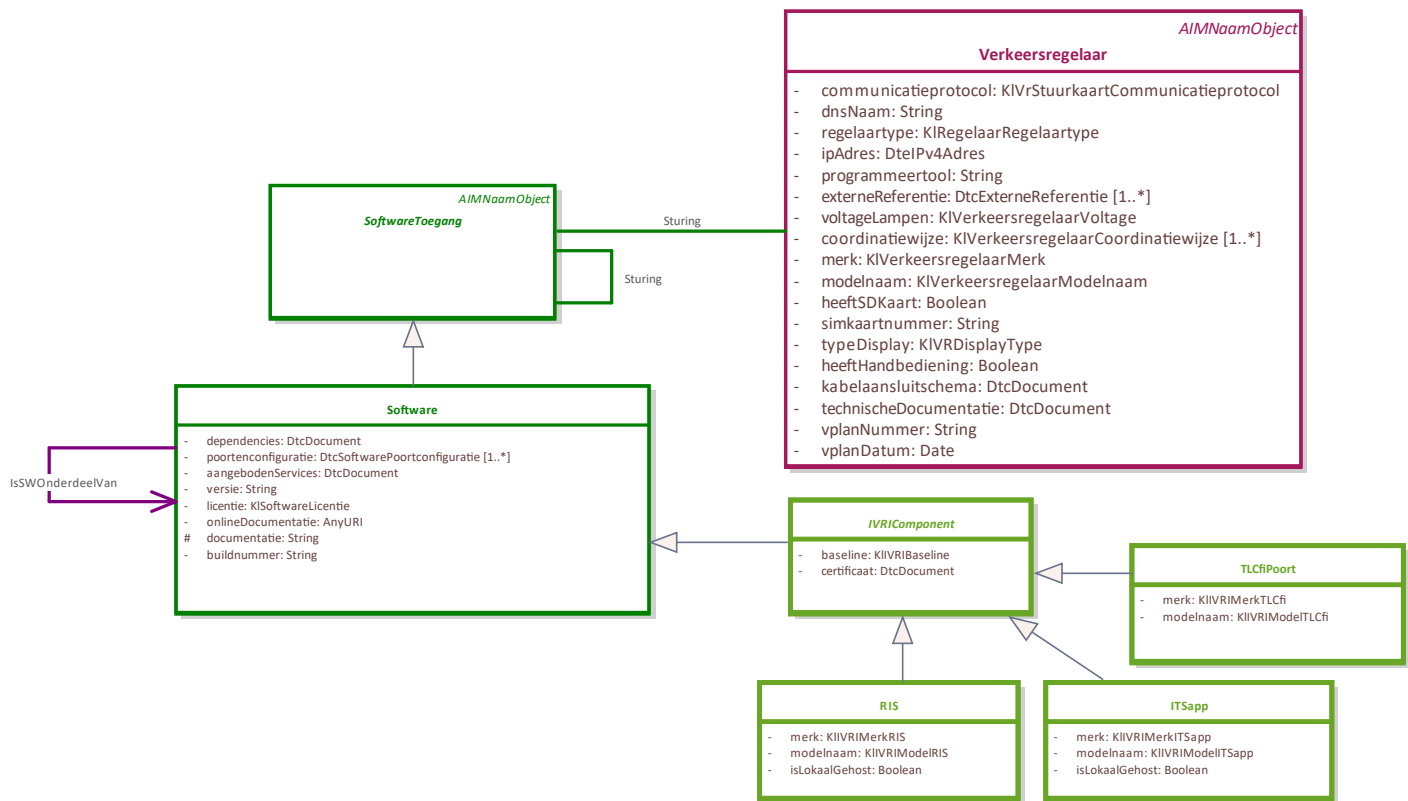 AIMNaamObject
Verkeersregelaar
- communicatieprotocol: KlVrStuurkaartCommunicatieprotocol
- dnsNaam: String
- regelaartype: KlRegelaarRegelaartype
- ipAdres: DteIPv4Adres
- programmeertool: String
- externeReferentie: DtcExterneReferentie [1..*]
- voltageLampen: KlVerkeersregelaarVoltage
- coordinatiewijze: KlVerkeersregelaarCoordinatiewijze [1..*]
- merk: KlVerkeersregelaarMerk
- modelnaam: KlVerkeersregelaarModelnaam
- heeftSDKaart: Boolean
- simkaartnummer: String
- typeDisplay: KlVRDisplayType
- heeftHandbediening: Boolean
- kabelaansluitschema: DtcDocument
- technischeDocumentatie: DtcDocument
- vplanNummer: String
- vplanDatum: Date
AIMNaamObject
SoftwareToegang
Sturing
Sturing
Software
- dependencies: DtcDocument
- poortenconfiguratie: DtcSoftwarePoortconfiguratie [1..*]
- aangebodenServices: DtcDocument
- versie: String
- licentie: KlSoftwareLicentie
- onlineDocumentatie: AnyURI
# documentatie: String
- buildnummer: String
IsSWOnderdeelVan
IVRIComponent
- baseline: KlIVRIBaseline
- certificaat: DtcDocument
TLCfiPoort
- merk: KlIVRIMerkTLCfi
- modelnaam: KlIVRIModelTLCfi
RIS
- merk: KlIVRIMerkRIS
- modelnaam: KlIVRIModelRIS
- isLokaalGehost: Boolean
ITSapp
- merk: KlIVRIMerkITSapp
- modelnaam: KlIVRIModelITSapp
- isLokaalGehost: Boolean